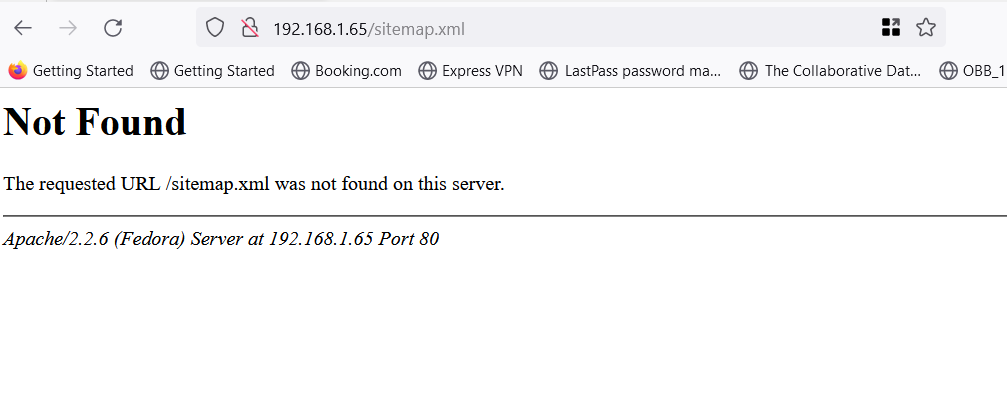 192.168.1.65/sitemap.xml
Getting Started Getting Started Booking.com Express VPN LastPass password ma... The Collaborative Dat... OBB_1
Not Found
The requested URL /sitemap.xml was not found on this server.
Apache/2.2.6 (Fedora) Server at 192.168.1.65 Port 80